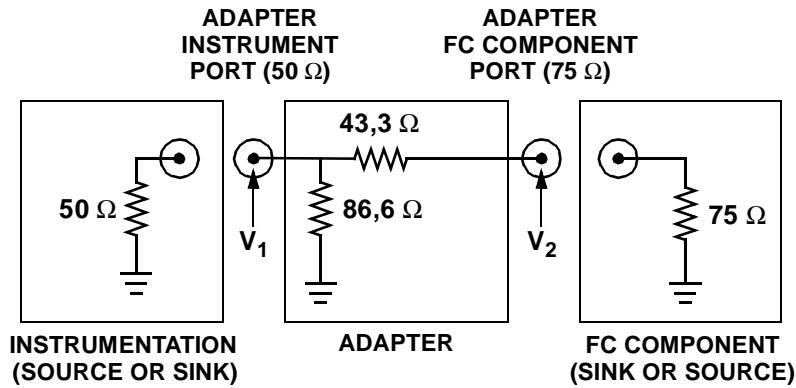 ADAPTER
INSTRUMENT
PORT (50 Ω)
ADAPTER
FC COMPONENT
PORT (75 Ω)
43,3 Ω
50 Ω
86,6 Ω
75 Ω
V1
V2
INSTRUMENTATION
(SOURCE OR SINK)
ADAPTER
FC COMPONENT
(SINK OR SOURCE)